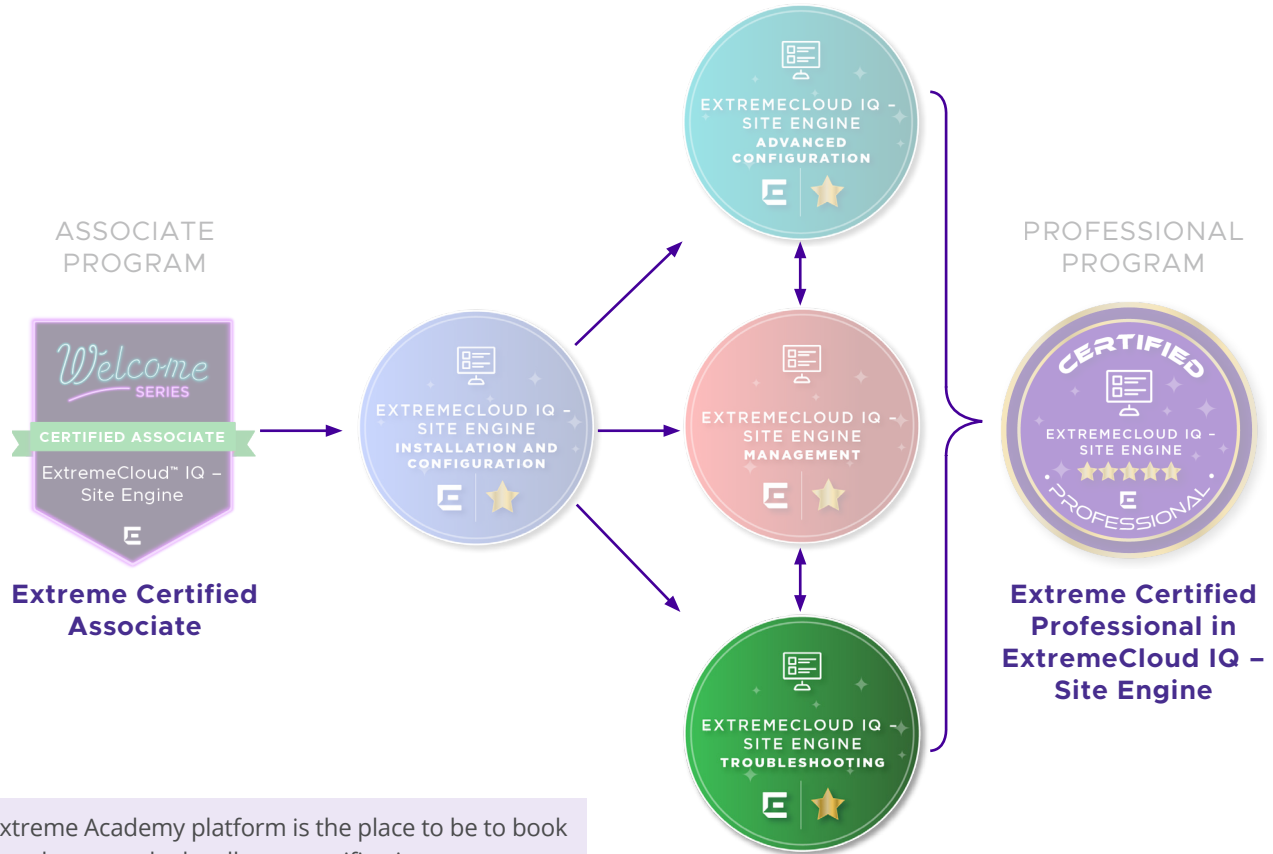 ASSOCIATE
PROGRAM
Welcome
SERIES
CERTIFIED ASSOCIATE
ExtremeCloud™ IQ –
Site Engine
E
Extreme Certified
Associate
EXTREMECLOUD IQ –
SITE ENGINE
INSTALLATION AND
CONFIGURATION
E
EXTREMECLOUD IQ –
SITE ENGINE
ADVANCED
CONFIGURATION
E
EXTREMECLOUD IQ –
SITE ENGINE
MANAGEMENT
E
EXTREMECLOUD IQ –
SITE ENGINE
TROUBLESHOOTING
E
PROFESSIONAL
PROGRAM
CERTIFIED
EXTREMECLOUD IQ –
SITE ENGINE
E
PROFESSIONAL
Extreme Certified
Professional in
ExtremeCloud IQ –
Site Engine
xtreme Academy platform is the place to be to book